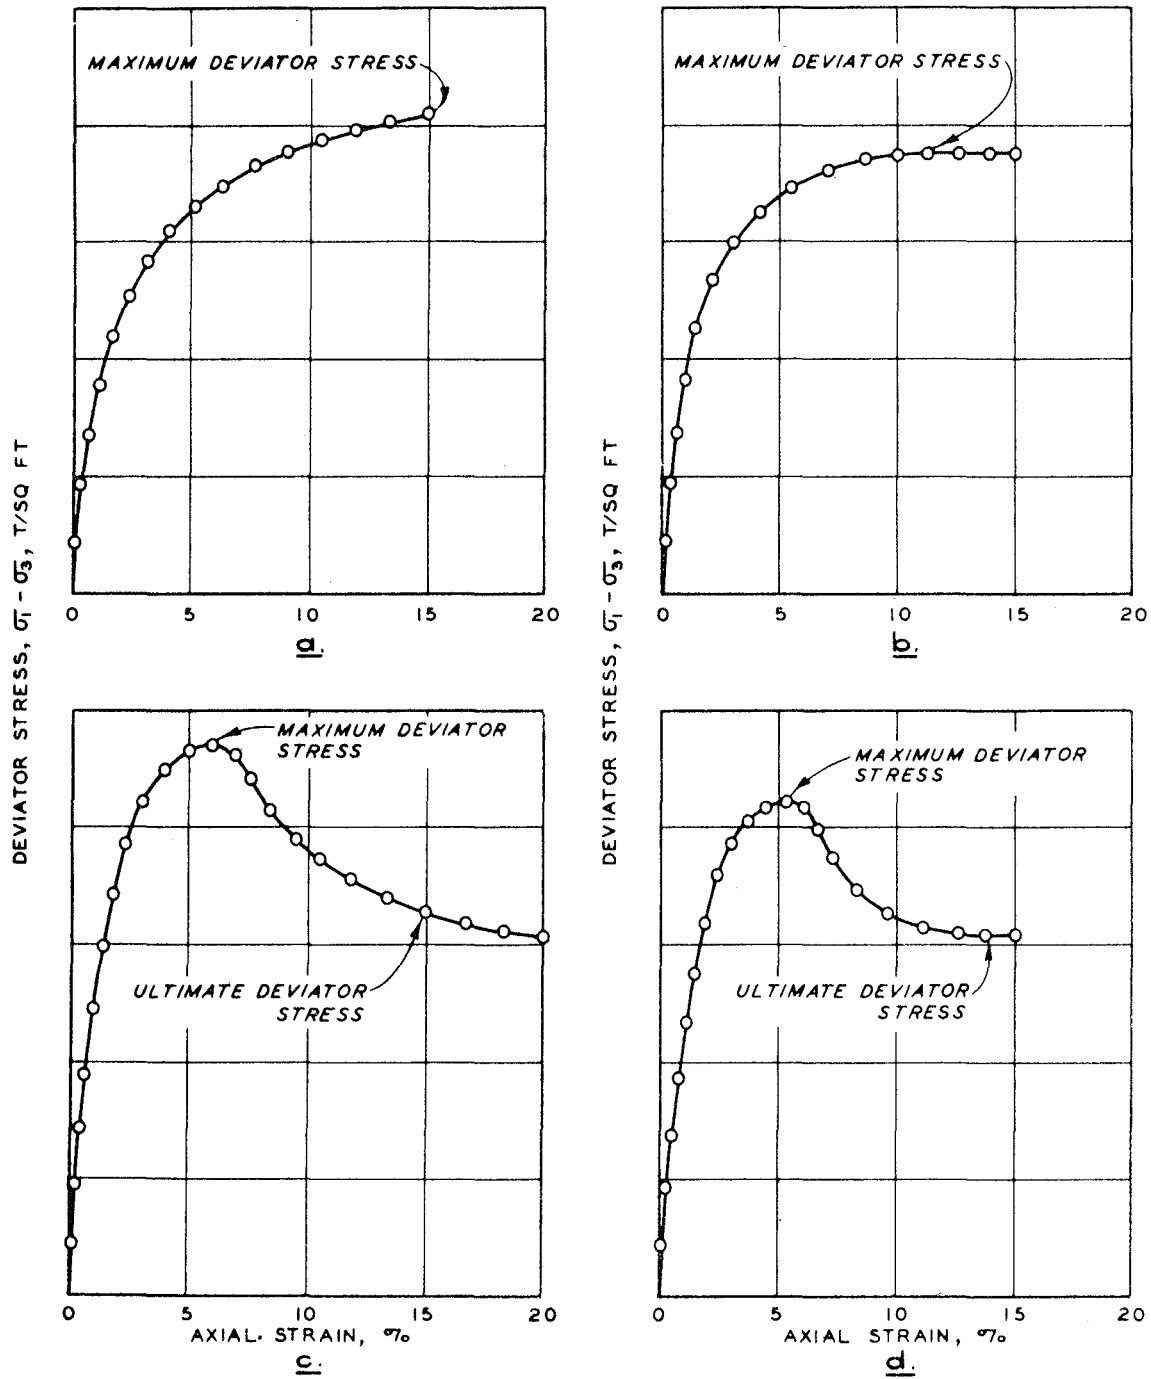 MAXIMUM DEVIATOR STRESS
DEVIATOR STRESS, σ1 - σ3, T/SQ FT
0 5 10 15 20
a.
MAXIMUM DEVIATOR STRESS
DEVIATOR STRESS, σ1 - σ3, T/SQ FT
0 5 10 15 20
b.
MAXIMUM DEVIATOR
STRESS
ULTIMATE DEVIATOR
STRESS
0 5 10 15 20
AXIAL STRAIN, %
c.
MAXIMUM DEVIATOR
STRESS
ULTIMATE DEVIATOR
STRESS
0 5 10 15 20
AXIAL STRAIN, %
d.